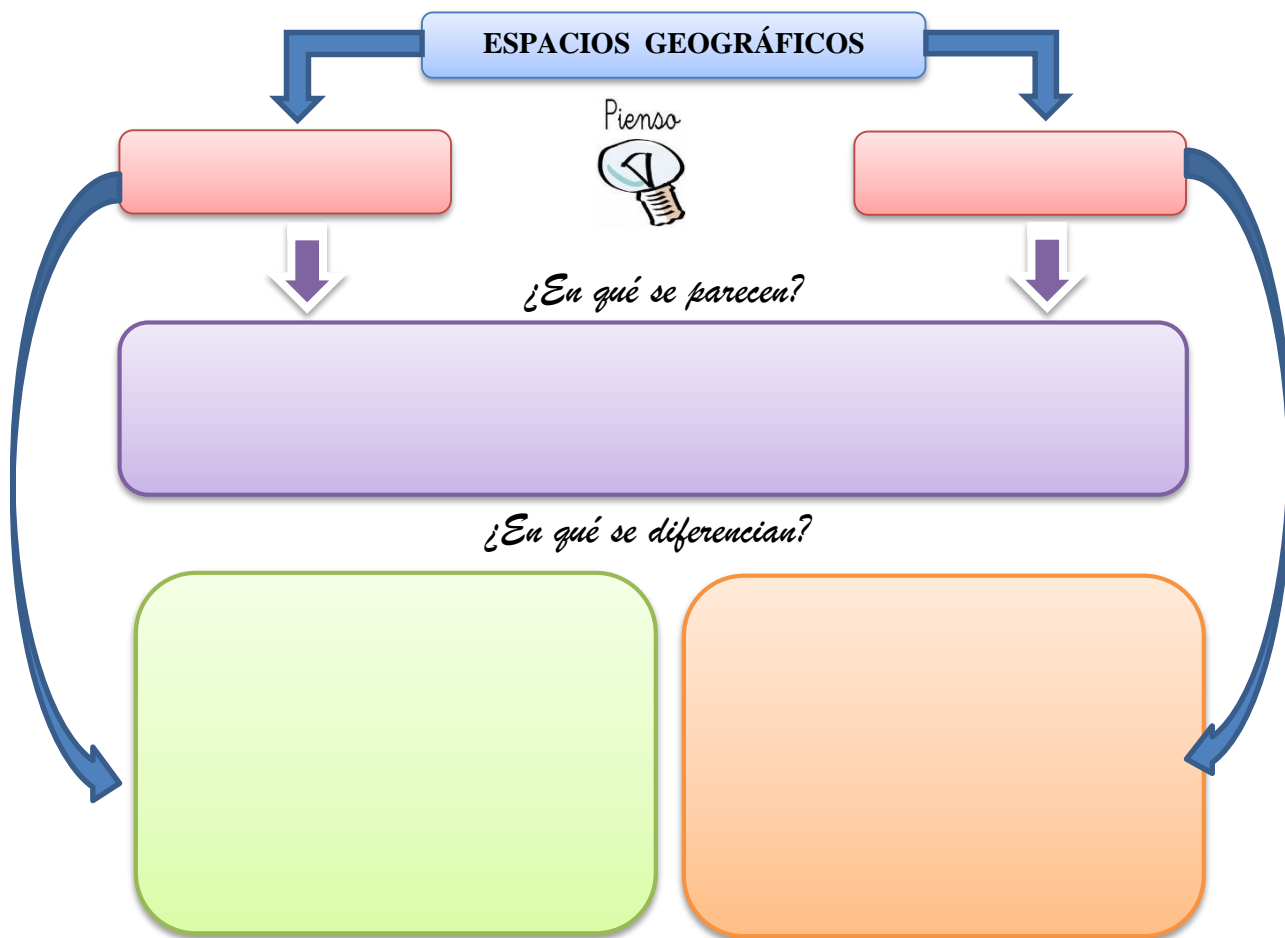 ESPACIOS GEOGRÁFICOS
Pienso
¿En qué se parecen?
¿En qué se diferencian?